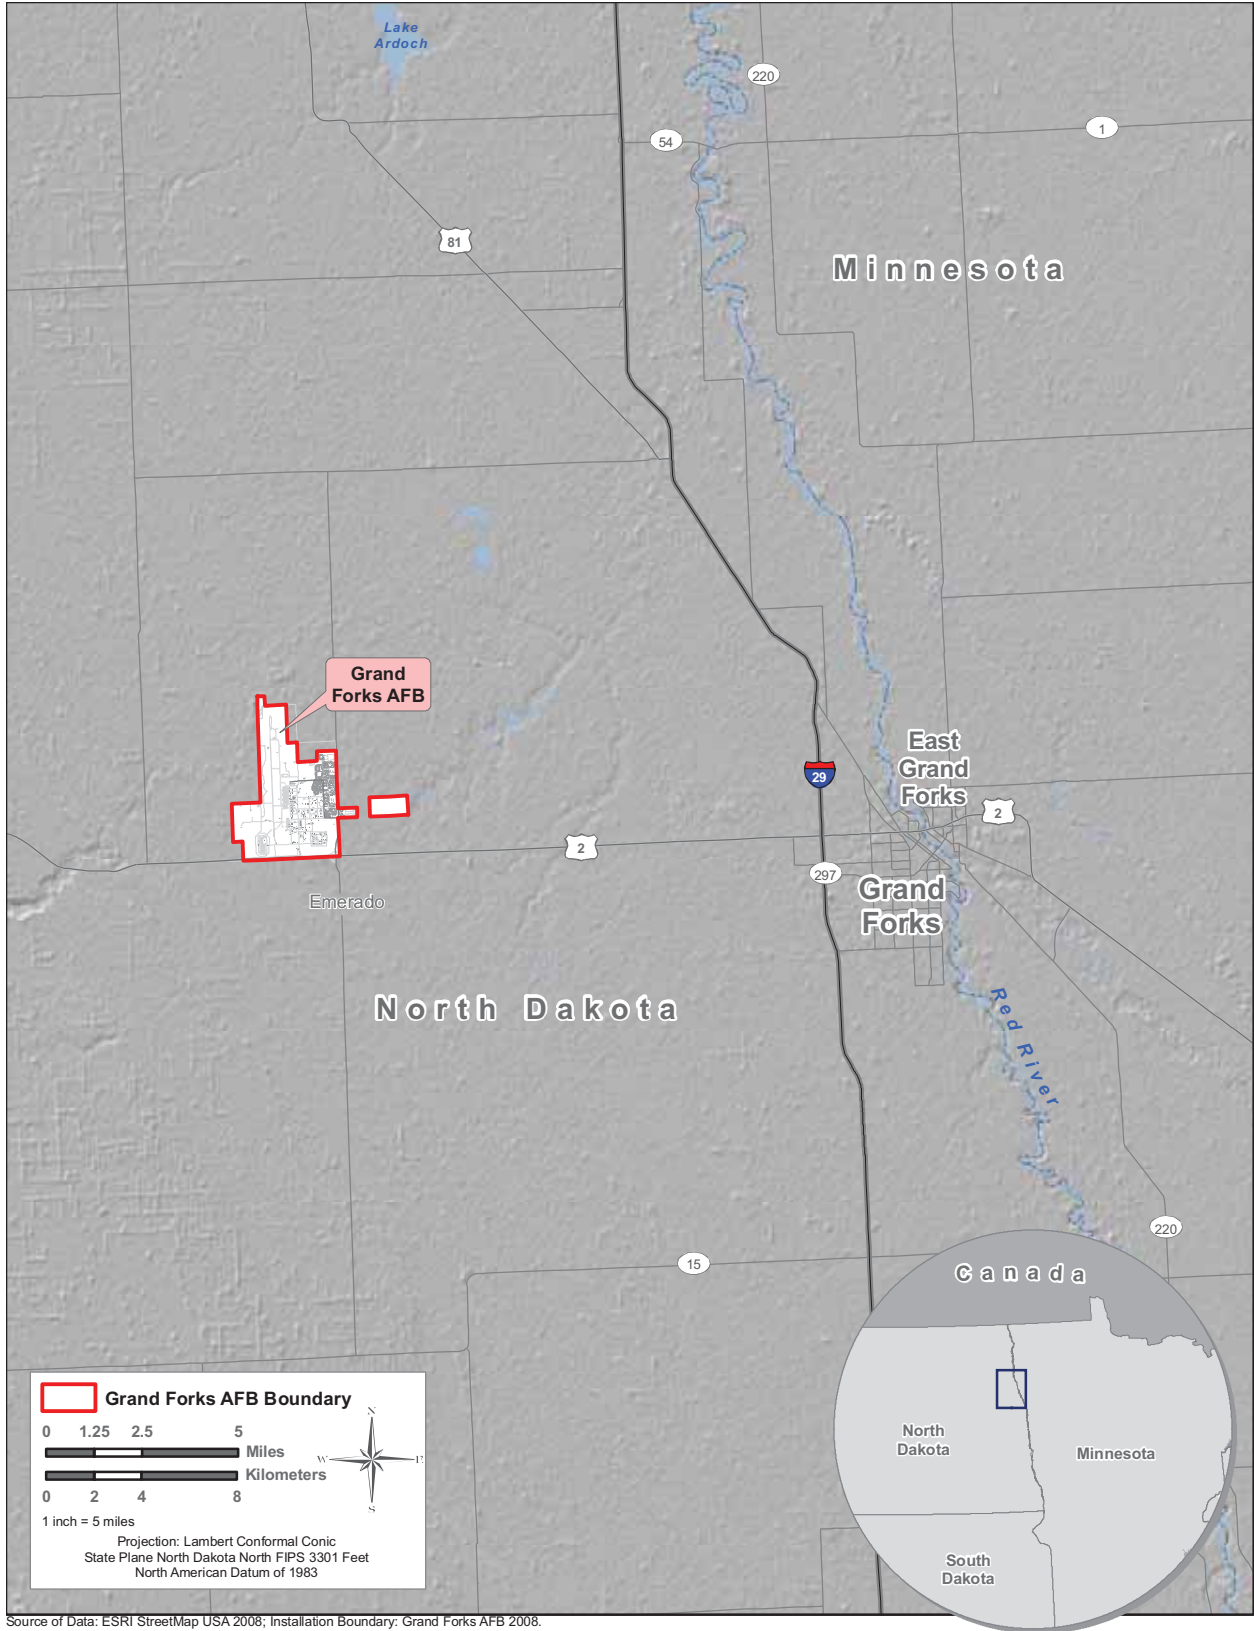 Lake
Ardoch
220
54
1
81
Minnesota
Grand
Forks AFB
East
Grand
Forks
29
2
2
297
Grand
Forks
Emerado
North Dakota
Red River
220
15
Canada
North
Dakota
Minnesota
South
Dakota
Grand Forks AFB Boundary
0 1.25 2.5 5
Miles
Kilometers
0 2 4 8
N
W E
S
1 inch = 5 miles
Projection: Lambert Conformal Conic
State Plane North Dakota North FIPS 3301 Feet
North American Datum of 1983
Source of Data: ESRI StreetMap USA 2008; Installation Boundary: Grand Forks AFB 2008.